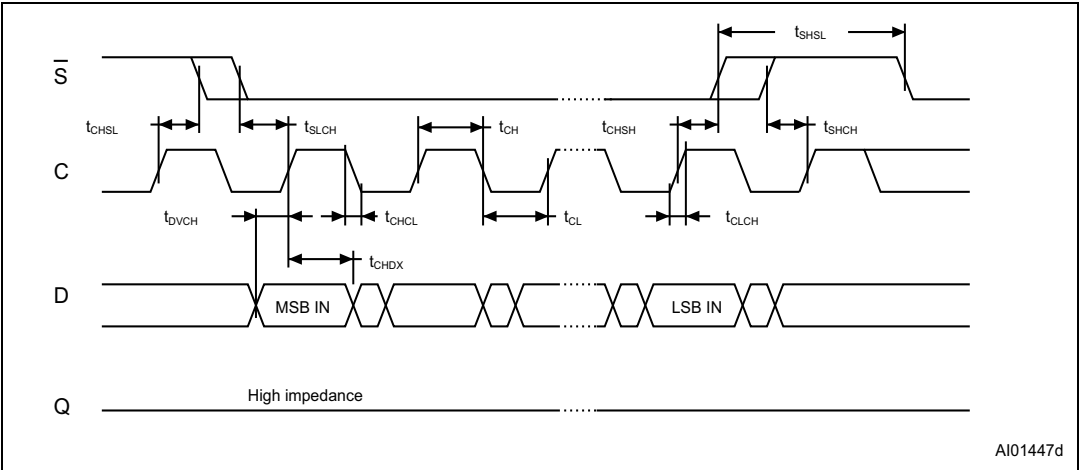 S̅
tSHSL
tCHSL
tSLCH
tCH
tCHSH
tSHCH
C
tDVCH
tCHCL
tCL
tCLCH
tCHDX
D
MSB IN
LSB IN
High impedance
Q
AI01447d